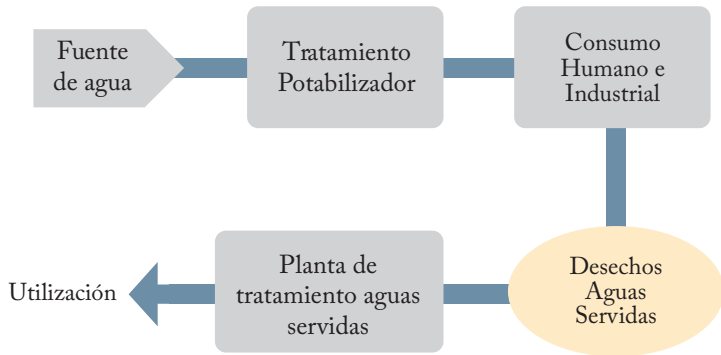 Fuente
de agua
Tratamiento
Potabilizador
Consumo
Humano e
Industrial
Desechos
Aguas
Servidas
Planta de
tratamiento aguas
servidas
Utilización